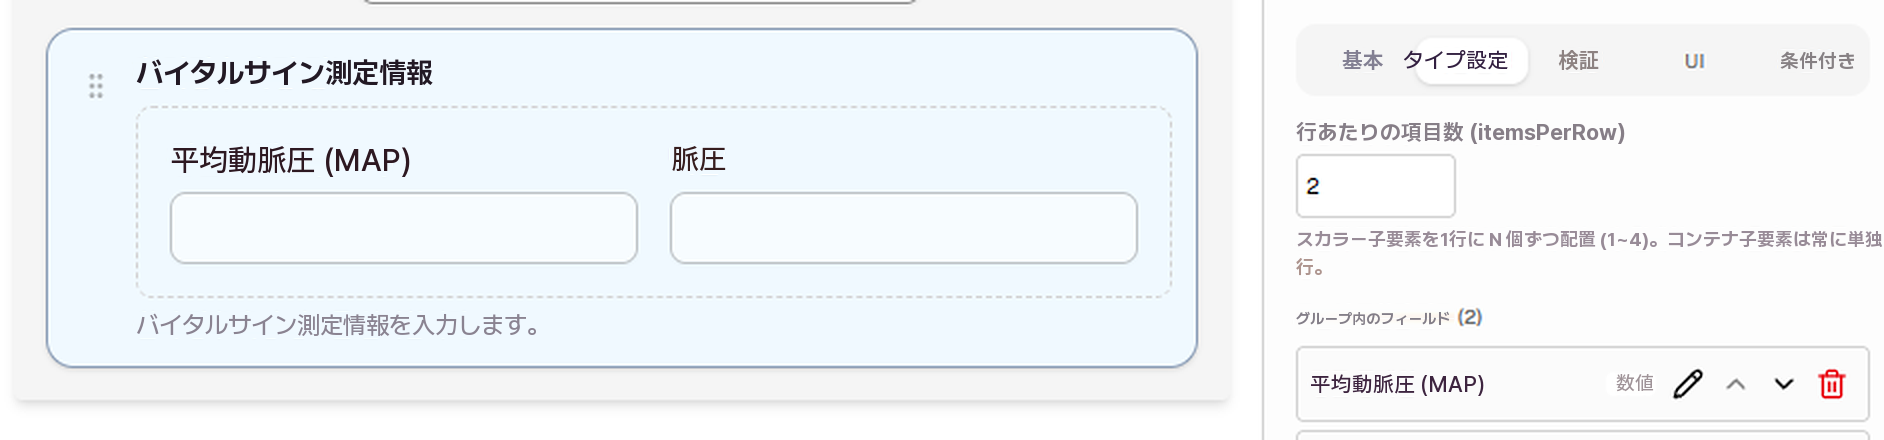 バイタルサイン測定情報
平均動脈圧 (MAP)
脈圧
バイタルサイン測定情報を入力します。
基本
タイプ設定
検証
UI
条件付き
行あたりの項目数 (itemsPerRow)
2
スカラー子要素を1行に N 個ずつ配置 (1~4)。コンテナ子要素は常に単独
行。
グループ内のフィールド (2)
平均動脈圧 (MAP)
数値